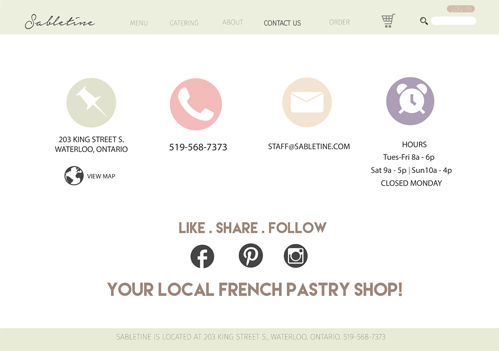 Sabletine
MENU
CATERING
ABOUT
CONTACT US
ORDER
203 KING STREET S.
WATERLOO, ONTARIO
VIEW MAP
519-568-7373
STAFF@SABLETINE.COM
HOURS
Tues-Fri 8a - 6p
Sat 9a - 5p | Sun10a - 4p
CLOSED MONDAY
LIKE . SHARE . FOLLOW
YOUR LOCAL FRENCH PASTRY SHOP!
SABLETINE IS LOCATED AT 203 KING STREET S., WATERLOO, ONTARIO. 519-568-7373